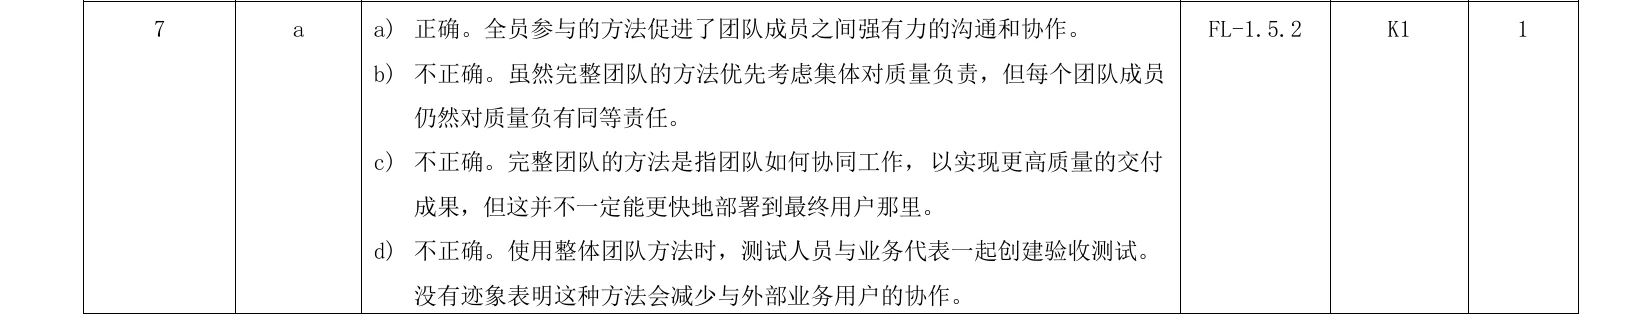 7 a a) 正确。全员参与的方法促进了团队成员之间强有力的沟通和协作。 FL-1.5.2 K1 1
b) 不正确。虽然完整团队的方法优先考虑集体对质量负责，但每个团队成员
仍然对质量负有同等责任。
c) 不正确。完整团队的方法是指团队如何协同工作，以实现更高质量的交付
成果，但这并不一定能更快地部署到最终用户那里。
d) 不正确。使用整体团队方法时，测试人员与业务代表一起创建验收测试。
没有迹象表明这种方法会减少与外部业务用户的协作。